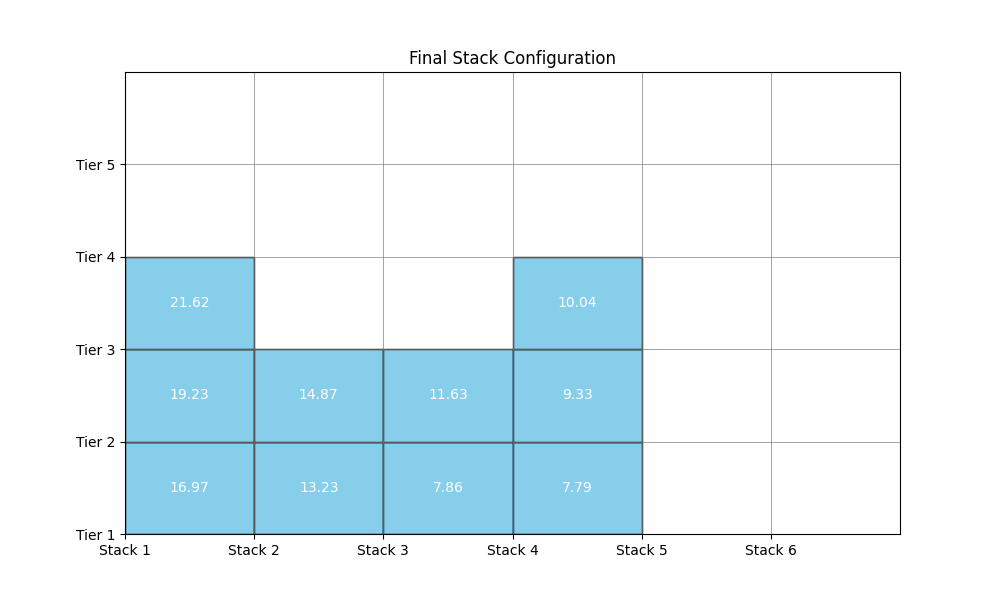 Final Stack Configuration
Tier 5
Tier 4
21.62 10.04
Tier 3
19.23 14.87 11.63 9.33
Tier 2
16.97 13.23 7.86 7.79
Tier 1
Stack 1 Stack 2 Stack 3 Stack 4 Stack 5 Stack 6